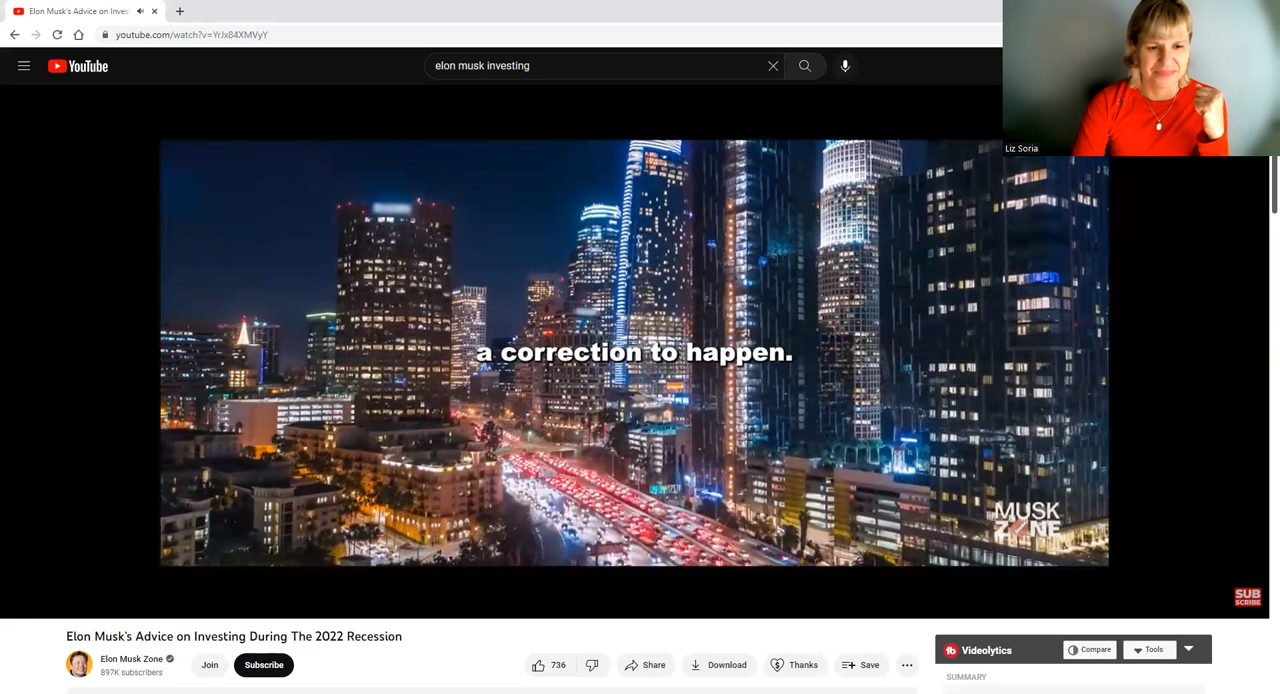 Elon Musk's Advice on Inves
youtube.com/watch?v=YrJx84XMVyY
YouTube
elon musk investing
Liz Soria
a correction to happen.
MUSK
ZONE
SUB
SCRIBE
Elon Musk's Advice on Investing During The 2022 Recession
Elon Musk Zone
897K subscribers
Join
Subscribe
736
Share
Download
Thanks
Save
Videolytics
Compare
Tools
SUMMARY